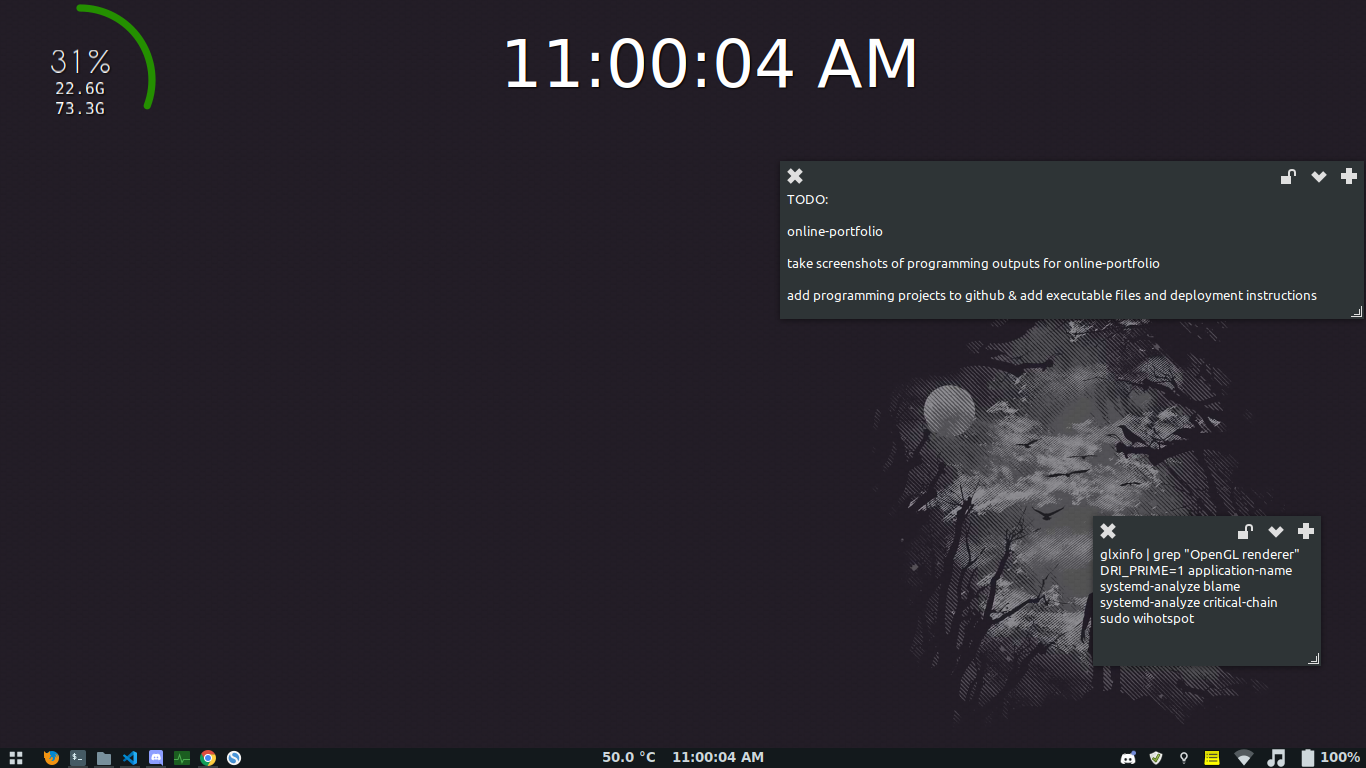 31%
22.6G
73.3G
11:00:04 AM
TODO:
online-portfolio
take screenshots of programming outputs for online-portfolio
add programming projects to github & add executable files and deployment instructions
glxinfo | grep "OpenGL renderer"
DRI_PRIME=1 application-name
systemd-analyze blame
systemd-analyze critical-chain
sudo wihotspot
50.0 °C 11:00:04 AM 100%